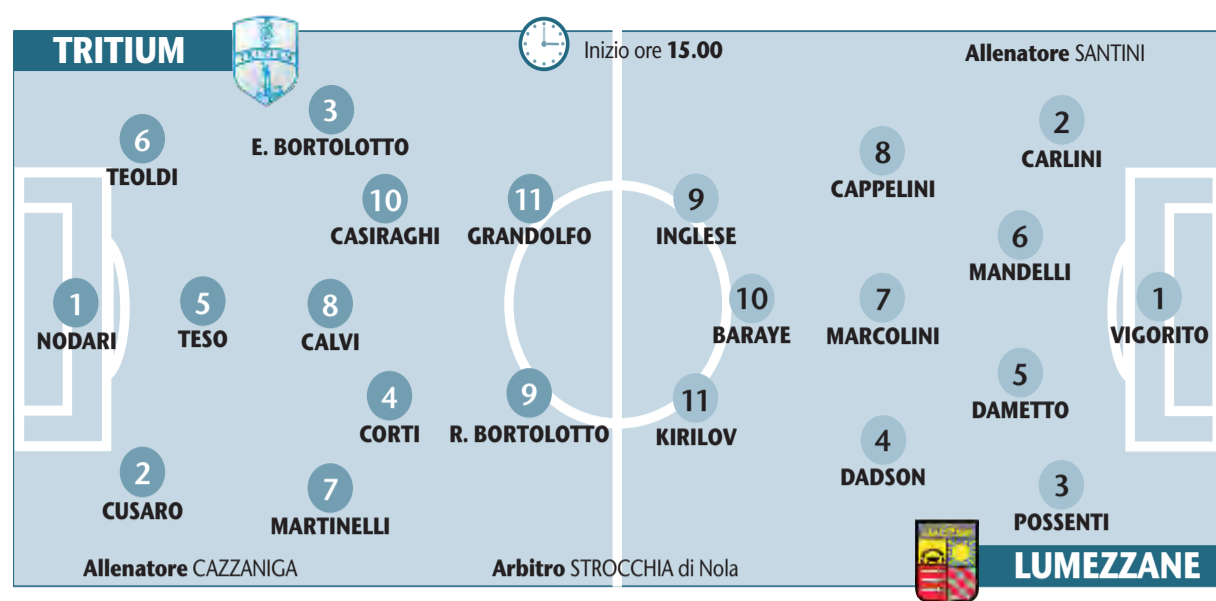 TRITIUM
Inizio ore 15.00
Allenatore SANTINI
6
TEOLDI
3
E. BORTOLOTTO
10
CASIRAGHI
11
GRANDOLFO
1
NODARI
5
TESO
8
CALVI
4
CORTI
9
R. BORTOLOTTO
2
CUSARO
7
MARTINELLI
9
INGLESE
8
CAPPELINI
2
CARLINI
6
MANDELLI
10
BARAYE
7
MARCOLINI
1
VIGORITO
5
DAMETTO
11
KIRILOV
4
DADSON
3
POSSENTI
Allenatore CAZZANIGA
Arbitro STROCCHIA di Nola
LUMEZZANE